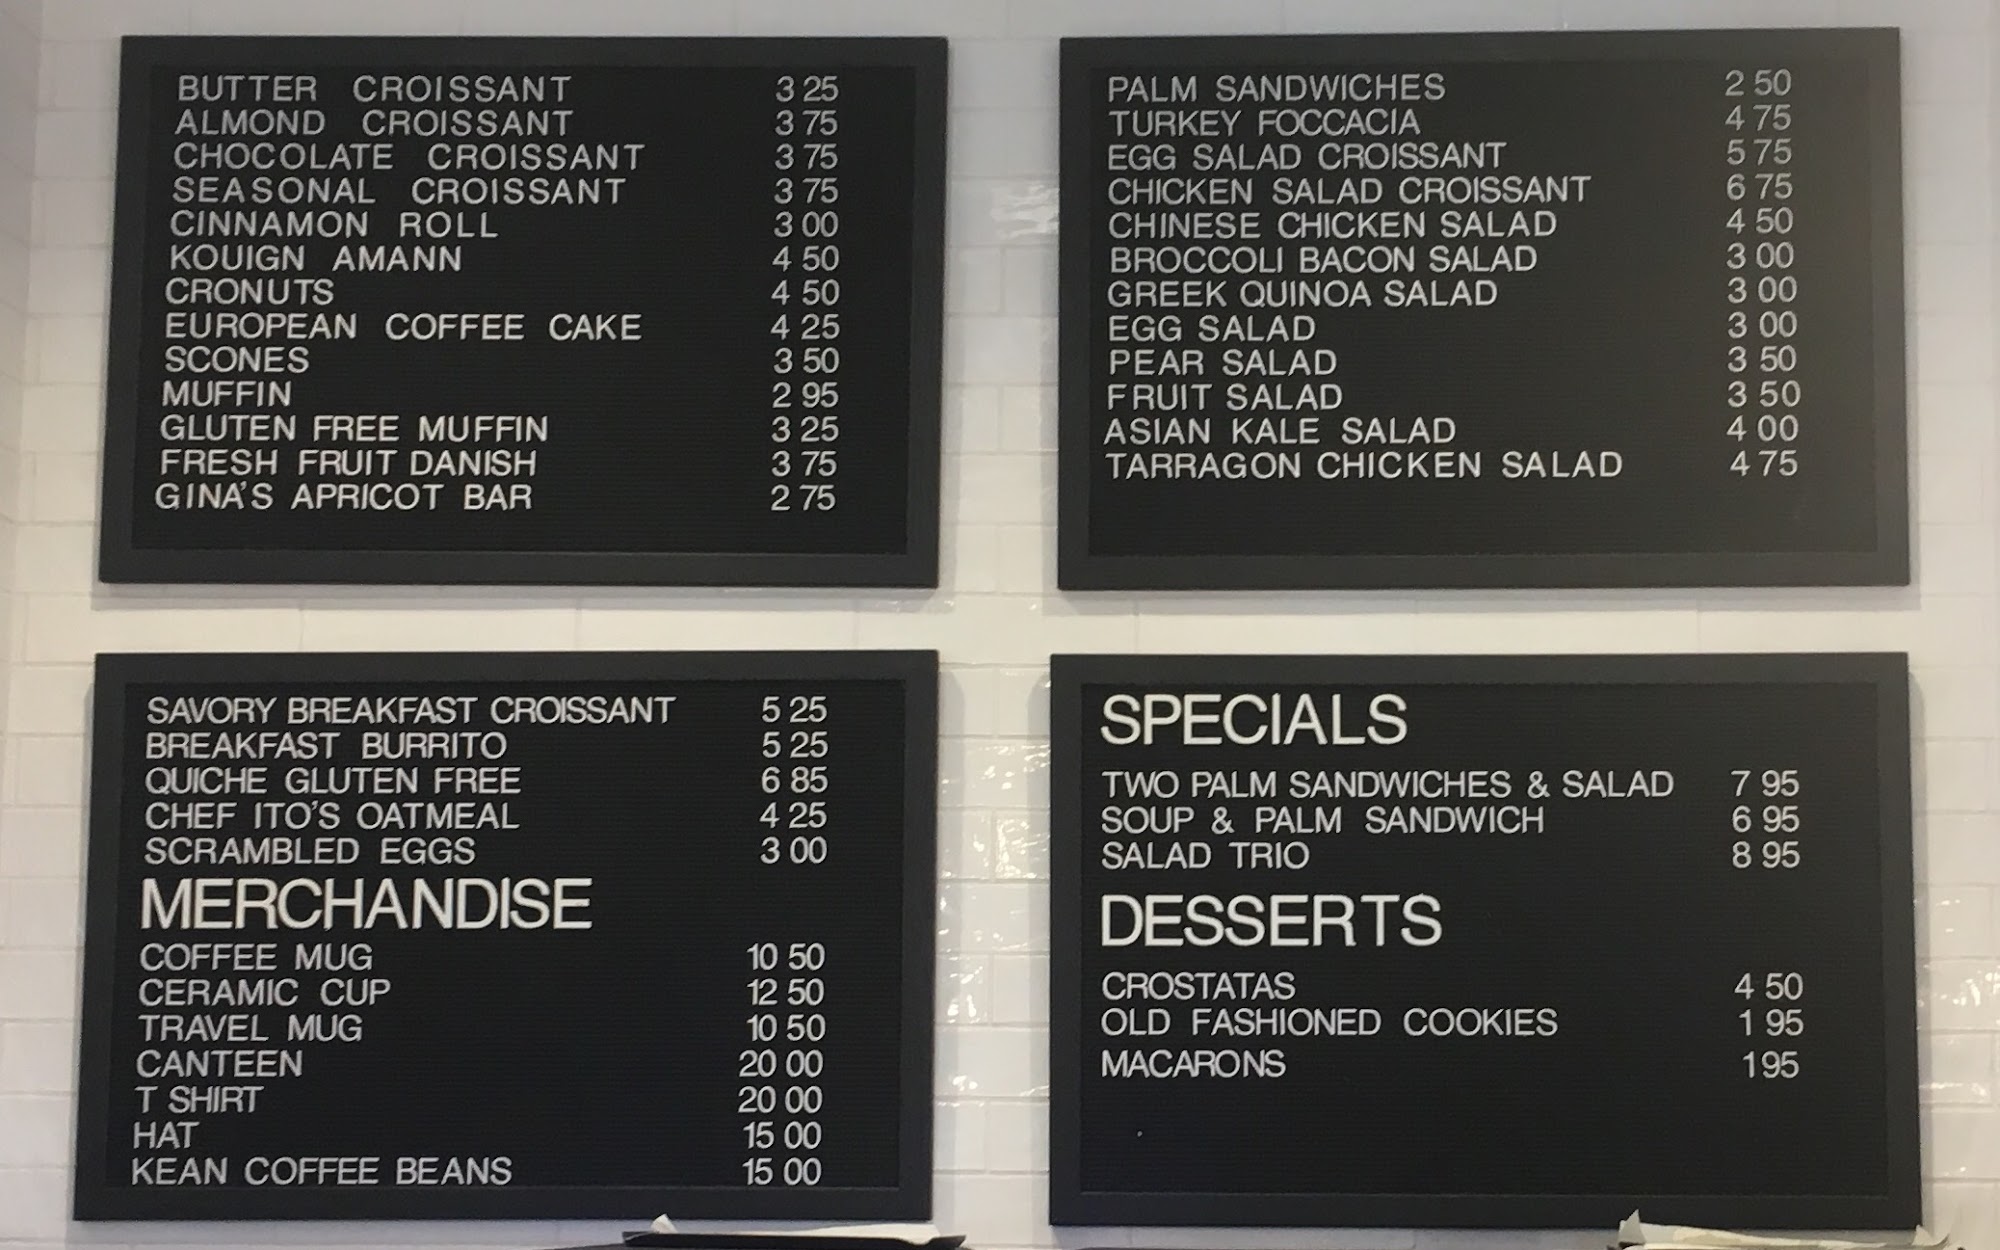 BUTTER CROISSANT 3 25
ALMOND CROISSANT 3 75
CHOCOLATE CROISSANT 3 75
SEASONAL CROISSANT 3 75
CINNAMON ROLL 3 00
KOUIGN AMANN 4 50
CRONUTS 4 50
EUROPEAN COFFEE CAKE 4 25
SCONES 3 50
MUFFIN 2 95
GLUTEN FREE MUFFIN 3 25
FRESH FRUIT DANISH 3 75
GINA'S APRICOT BAR 2 75
PALM SANDWICHES 2 50
TURKEY FOCCACIA 4 75
EGG SALAD CROISSANT 5 75
CHICKEN SALAD CROISSANT 6 75
CHINESE CHICKEN SALAD 4 50
BROCCOLI BACON SALAD 3 00
GREEK QUINOA SALAD 3 00
EGG SALAD 3 00
PEAR SALAD 3 50
FRUIT SALAD 3 50
ASIAN KALE SALAD 4 00
TARRAGON CHICKEN SALAD 4 75
SAVORY BREAKFAST CROISSANT 5 25
BREAKFAST BURRITO 5 25
QUICHE GLUTEN FREE 6 85
CHEF ITO'S OATMEAL 4 25
SCRAMBLED EGGS 3 00
MERCHANDISE
COFFEE MUG 10 50
CERAMIC CUP 12 50
TRAVEL MUG 10 50
CANTEEN 20 00
T SHIRT 20 00
HAT 15 00
KEAN COFFEE BEANS 15 00
SPECIALS
TWO PALM SANDWICHES & SALAD 7 95
SOUP & PALM SANDWICH 6 95
SALAD TRIO 8 95
DESSERTS
CROSTATAS 4 50
OLD FASHIONED COOKIES 1 95
MACARONS 1 95